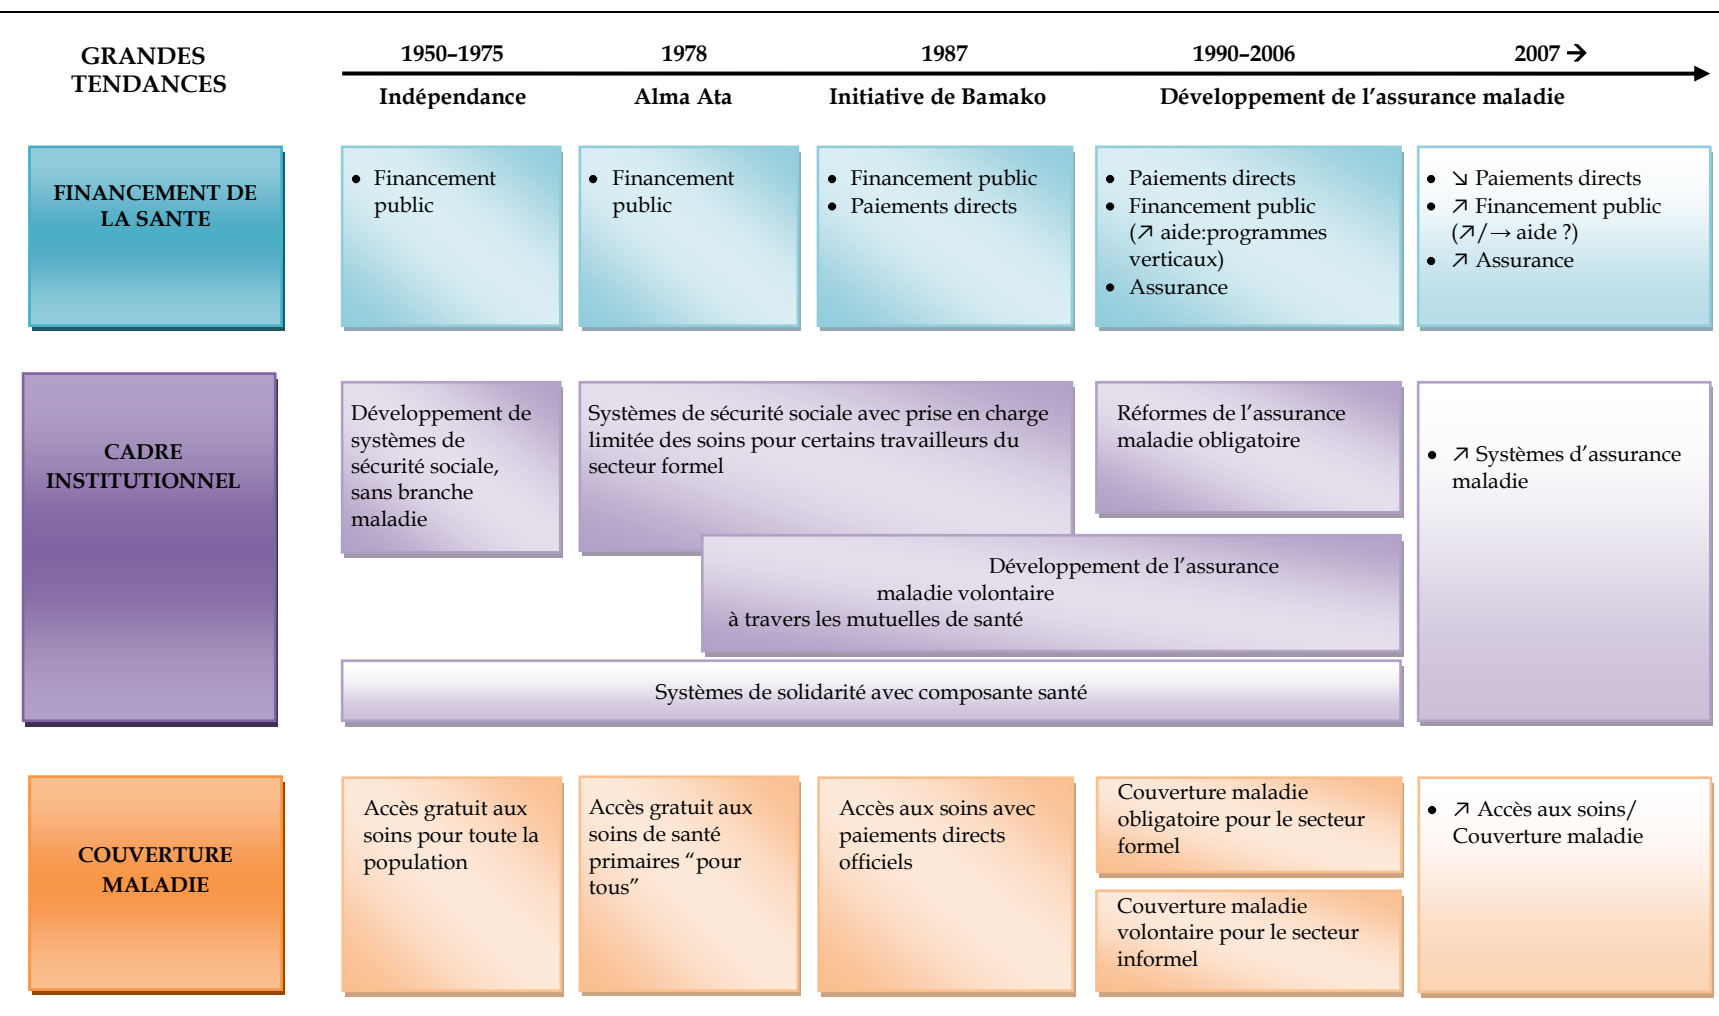 GRANDES
TENDANCES
1950–1975
1978
1987
1990–2006
2007 →
Indépendance
Alma Ata
Initiative de Bamako
Développement de l’assurance maladie
FINANCEMENT DE
LA SANTE
• Financement
public
• Financement
public
• Financement public
• Paiements directs
• Paiements directs
• Financement public
(↗ aide:programmes
verticaux)
• Assurance
• ↘ Paiements directs
• ↗ Financement public
(↗/→ aide ?)
• ↗ Assurance
CADRE
INSTITUTIONNEL
Développement de
systèmes de
sécurité sociale,
sans branche
maladie
Systèmes de sécurité sociale avec prise en charge
limitée des soins pour certains travailleurs du
secteur formel
Réformes de l’assurance
maladie obligatoire
• ↗ Systèmes d’assurance
maladie
Développement de l’assurance
maladie volontaire
à travers les mutuelles de santé
Systèmes de solidarité avec composante santé
COUVERTURE
MALADIE
Accès gratuit aux
soins pour toute la
population
Accès gratuit aux
soins de santé
primaires “pour
tous”
Accès aux soins avec
paiements directs
officiels
Couverture maladie
obligatoire pour le secteur
formel
Couverture maladie
volontaire pour le secteur
informel
• ↗ Accès aux soins/
Couverture maladie